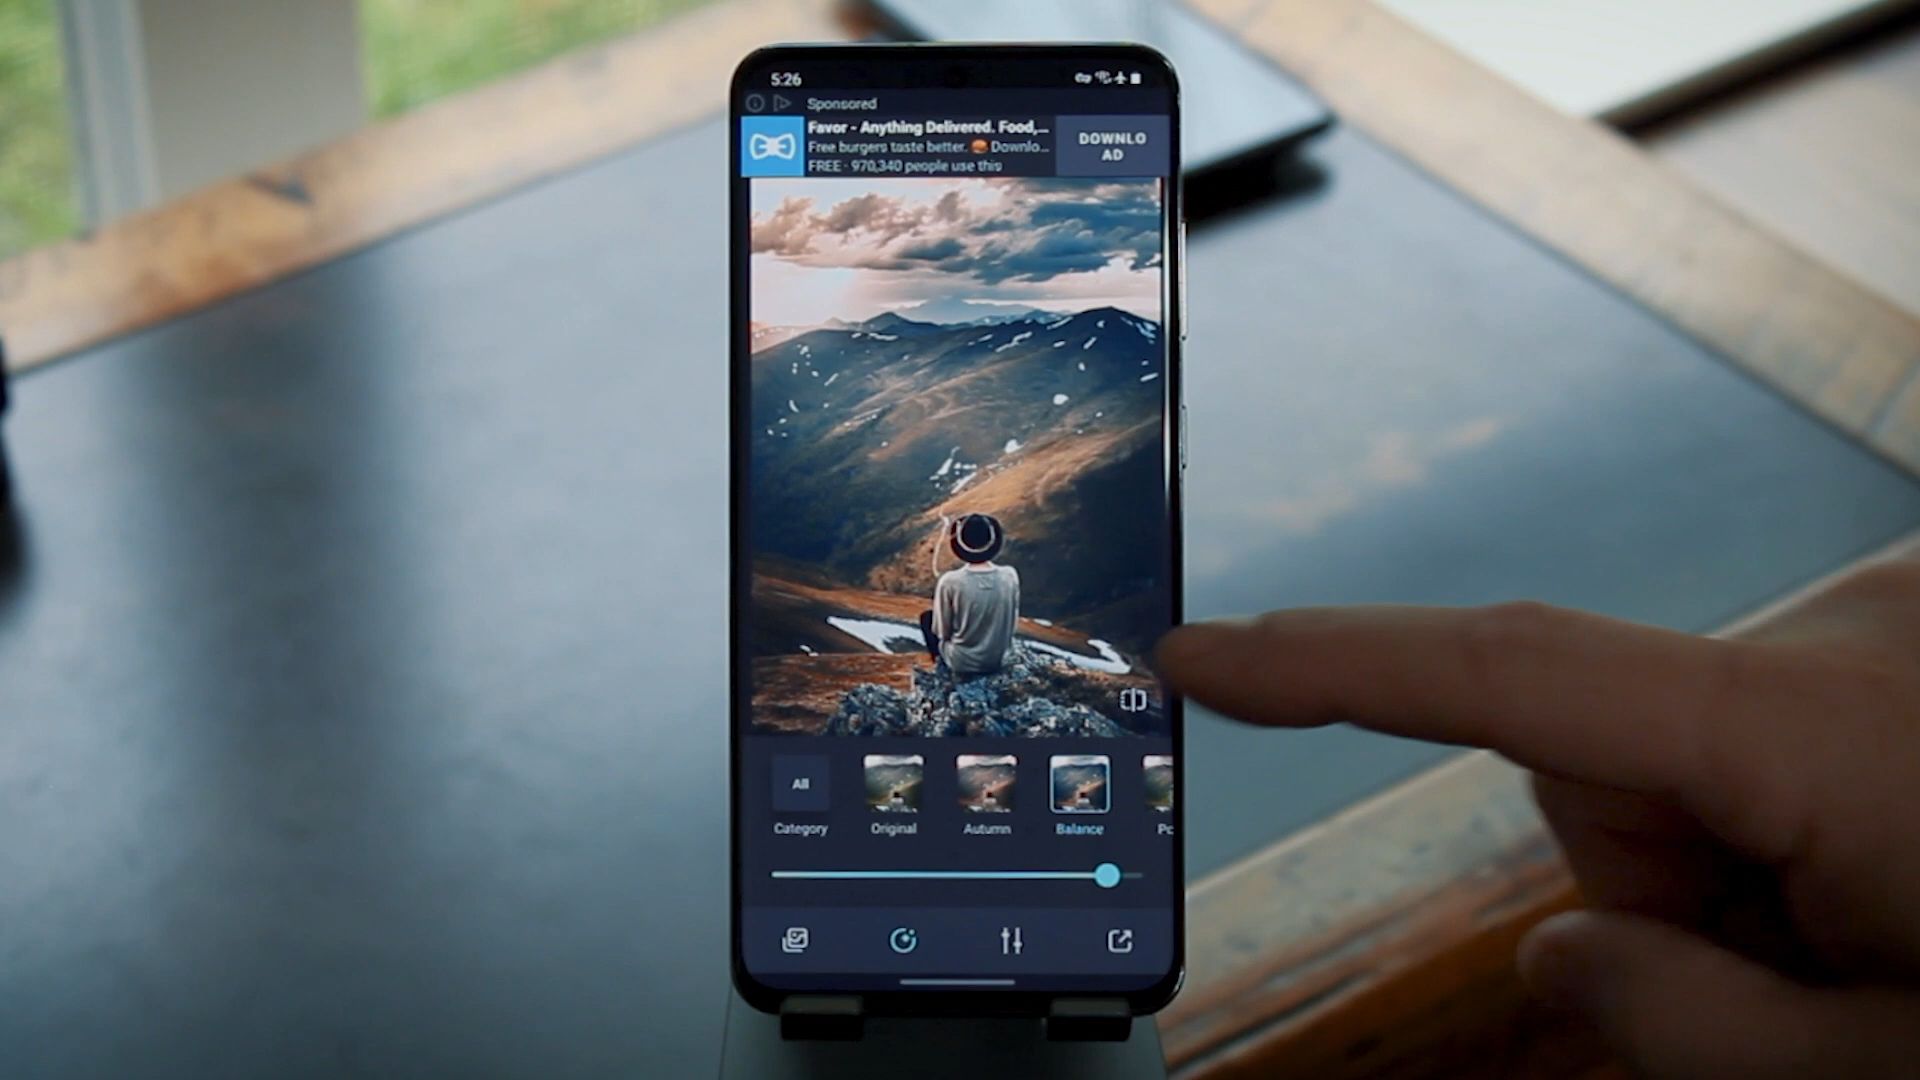 5:26
Sponsored
Favor - Anything Delivered. Food,...
Free burgers taste better. 🍔 Downlo...
FREE · 970,340 people use this
DOWNLO
AD
All
Category
Original
Autumn
Balance